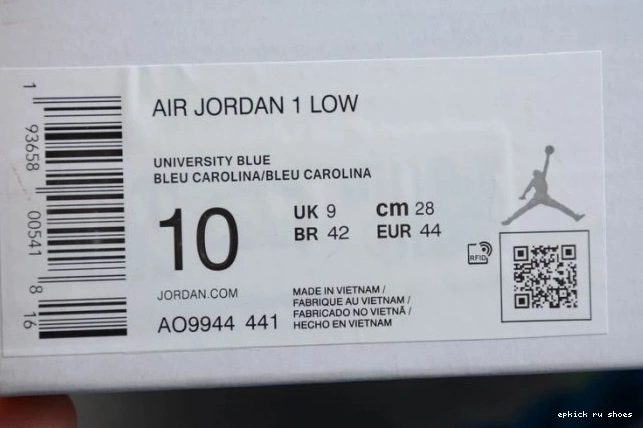 AIR JORDAN 1 LOW
UNIVERSITY BLUE
BLEU CAROLINA/BLEU CAROLINA
10
UK 9
cm 28
BR 42
EUR 44
RFID
JORDAN.COM
AO9944 441
MADE IN VIETNAM /
FABRIQUE AU VIETNAM /
FABRICADO NO VIETNÃ /
HECHO EN VIETNAM
1 93658 00541 8 16
epkick ru shoes